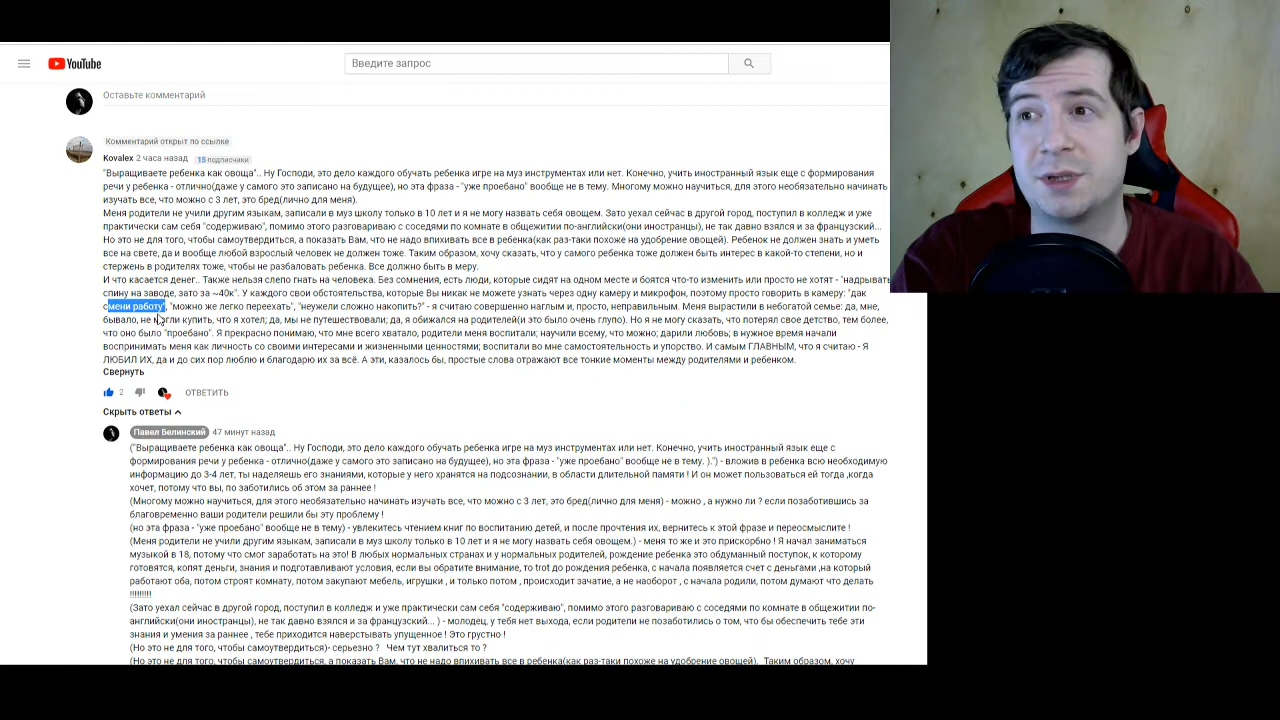 YouTube
Введите запрос
Оставьте комментарий
Комментарий открыт по ссылке
Kovalex 2 часа назад 15 подписчики
"Выращиваете ребенка как овоща".. Ну Господи, это дело каждого обучать ребенка игре на муз инструментах или нет. Конечно, учить иностранный язык еще с формирования
речи у ребенка - отлично(даже у самого это записано на будущее), но эта фраза - "уже проебано" вообще не в тему. Многому можно научиться, для этого необязательно начинать
изучать все, что можно с 3 лет, это бред(лично для меня).
Меня родители не учили другим языкам, записали в муз школу только в 10 лет и я не могу назвать себя овощем. Зато уехал сейчас в другой город, поступил в колледж и уже
практически сам себя "содерживаю", помимо этого разговариваю с соседями по комнате в общежитии по-английски(они иностранцы), не так давно взялся и за французский...
Но это не для того, чтобы самоутвердиться, а показать Вам, что не надо впихивать все в ребенка(как раз-таки похоже на удобрение овощей). Ребенок не должен знать и уметь
все на свете, да и вообще любой взрослый человек не должен тоже. Таким образом, хочу сказать, что у самого ребенка тоже должен быть интерес в какой-то степени, но и
стержень в родителях тоже, чтобы не разбаловать ребенка. Все должно быть в меру.
И что касается денег.. Также нельзя слепо гнать на человека. Без сомнения, есть люди, которые сидят на одном месте и боятся что-то изменить или просто не хотят - "надрывать
спину на заводе, зато за ~40к". У каждого свои обстоятельства, которые Вы никак не можете узнать через одну камеру и микрофон, поэтому просто говорить в камеру: "дак
смени работу", "можно же легко переехать", "неужели сложно накопить?" - я считаю совершенно наглым и, просто, неправильным. Меня вырастили в небогатой семье: да, мне,
бывало, не могли купить, что я хотел; да, мы не путешествовали; да, я обижался на родителей(и это было очень глупо). Но я не могу сказать, что потерял свое детство, тем более,
что оно было "проебано". Я прекрасно понимаю, что мне всего хватало, родители меня воспитали; научили всему, что можно; дарили любовь; в нужное время начали
воспринимать меня как личность со своими интересами и жизненными ценностями; воспитали во мне самостоятельность и упорство. И самым ГЛАВНЫМ, что я считаю - Я
ЛЮБИЛ ИХ, да и до сих пор люблю и благодарю их за всё. А эти, казалось бы, простые слова отражают все тонкие моменты между родителями и ребенком.
Свернуть
2 ОТВЕТИТЬ
Скрыть ответы
Павел Белинский 47 минут назад
("Выращиваете ребенка как овоща".. Ну Господи, это дело каждого обучать ребенка игре на муз инструментах или нет. Конечно, учить иностранный язык еще с
формирования речи у ребенка - отлично(даже у самого это записано на будущее), но эта фраза - "уже проебано" вообще не в тему. ).") - вложив в ребенка всю необходимую
информацию до 3-4 лет, ты наделяешь его знаниями, которые у него хранятся на подсознании, в области длительной памяти ! И он может пользоваться ей тогда ,когда
хочет, потому что вы, по заботились об этом за раннее !
(Многому можно научиться, для этого необязательно начинать изучать все, что можно с 3 лет, это бред(лично для меня) - можно , а нужно ли ? если позаботившись за
благовременно ваши родители решили бы эту проблему !
(но эта фраза - "уже проебано" вообще не в тему) - увлекитесь чтением книг по воспитанию детей, и после прочтения их, вернитесь к этой фразе и переосмыслите !
(Меня родители не учили другим языкам, записали в муз школу только в 10 лет и я не могу назвать себя овощем.) - меня то же и это прискорбно ! Я начал заниматься
музыкой в 18, потому что смог заработать на это! В любых нормальных странах и у нормальных родителей, рождение ребенка это обдуманный поступок, к которому
готовятся, копят деньги, знания и подготавливают условия, если вы обратите внимание, то trot до рождения ребенка, с начала появляется счет с деньгами ,на который
работают оба, потом строят комнату, потом закупают мебель, игрушки , и только потом , происходит зачатие, а не наоборот , с начала родили, потом думают что делать
!!!!!!!!!
(Зато уехал сейчас в другой город, поступил в колледж и уже практически сам себя "содерживаю", помимо этого разговариваю с соседями по комнате в общежитии по-
английски(они иностранцы), не так давно взялся и за французский... ) - молодец, у тебя нет выхода, если родители не позаботились о том, что бы обеспечить тебе эти
знания и умения за раннее , тебе приходится наверстывать упущенное ! Это грустно !
(Но это не для того, чтобы самоутвердиться)- серьезно ? Чем тут хвалиться то ?
(Но это не для того, чтобы самоутвердиться, а показать Вам, что не надо впихивать все в ребенка(как раз-таки похоже на удобрение овощей). Таким образом, хочу